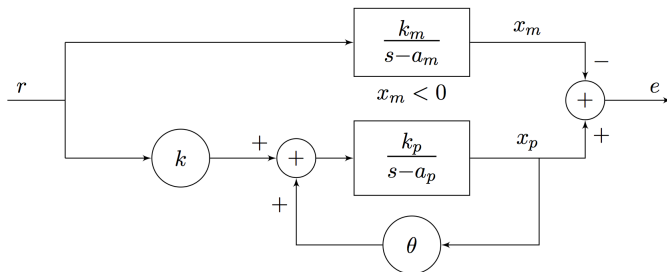 k_m
s−a_m
x_m
−
r
x_m < 0
+
e
k_p
s−a_p
x_p
+
k
+
+
+
θ